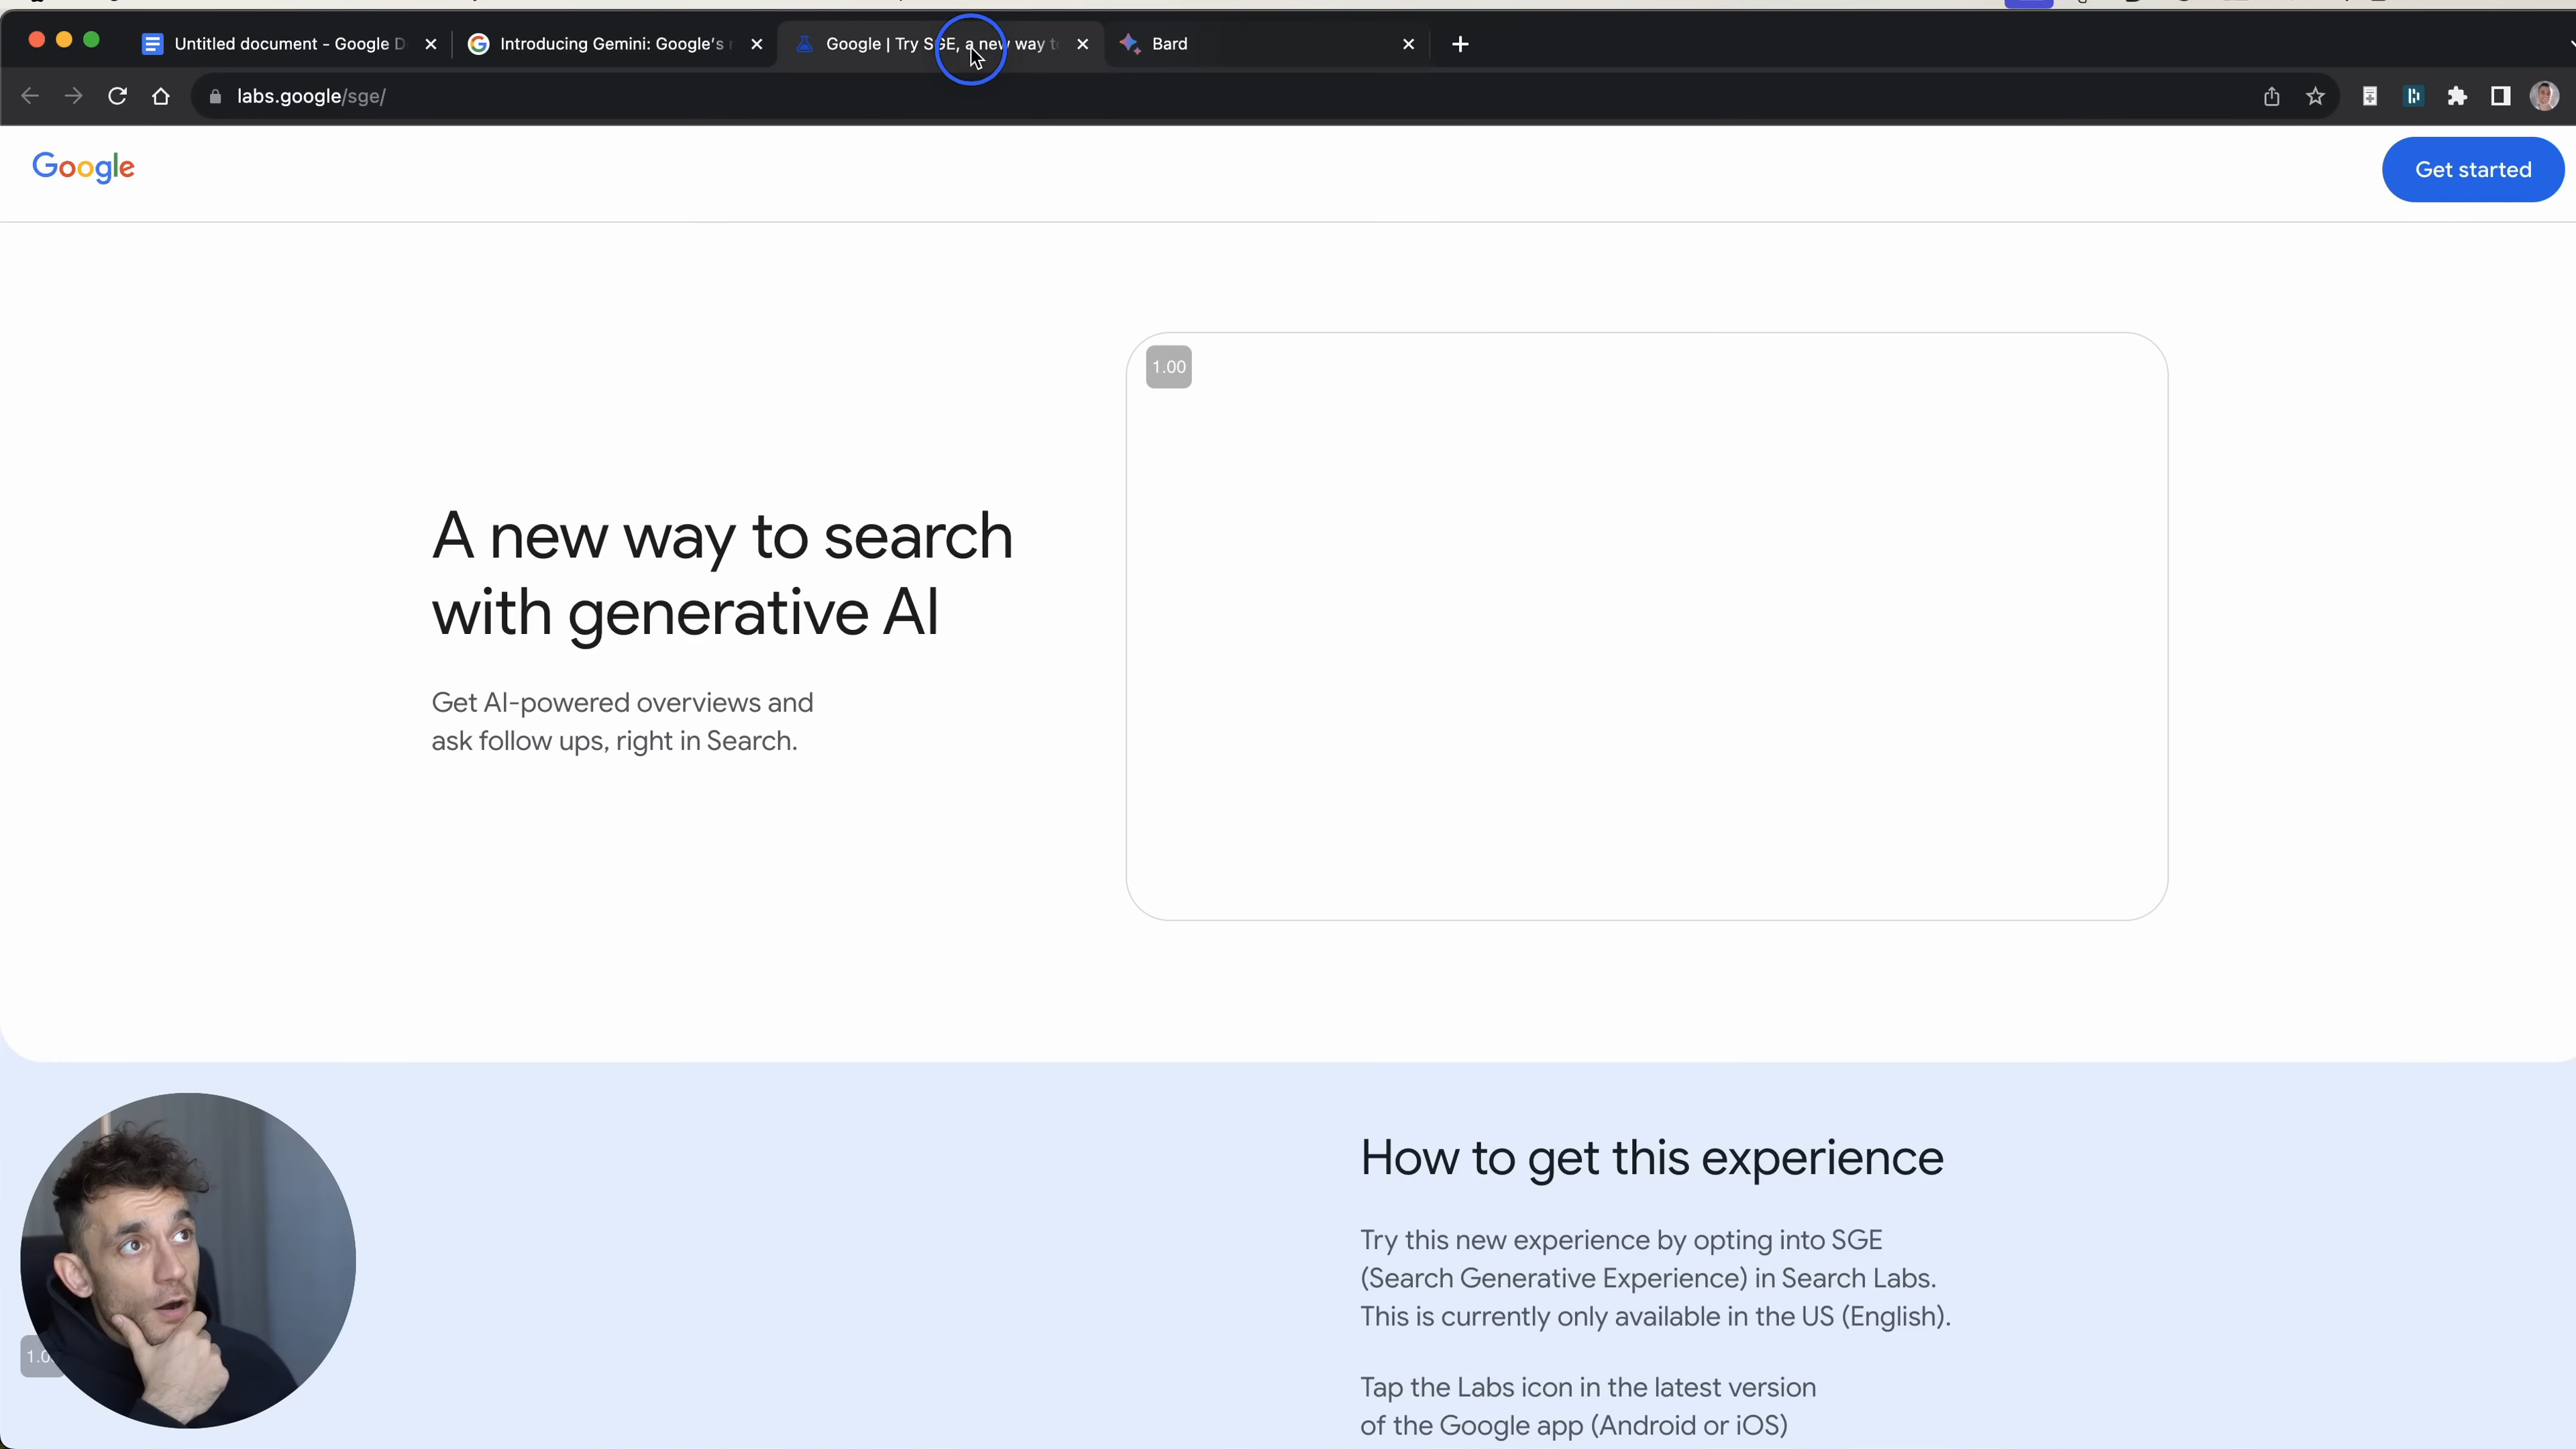 Untitled document - Google D
Introducing Gemini: Google's
Google | Try SGE, a new way to
Bard
labs.google/sge/
Google
Get started
1.00
A new way to search
with generative AI
Get AI-powered overviews and
ask follow ups, right in Search.
How to get this experience
Try this new experience by opting into SGE
(Search Generative Experience) in Search Labs.
This is currently only available in the US (English).
1.0
Tap the Labs icon in the latest version
of the Google app (Android or iOS)